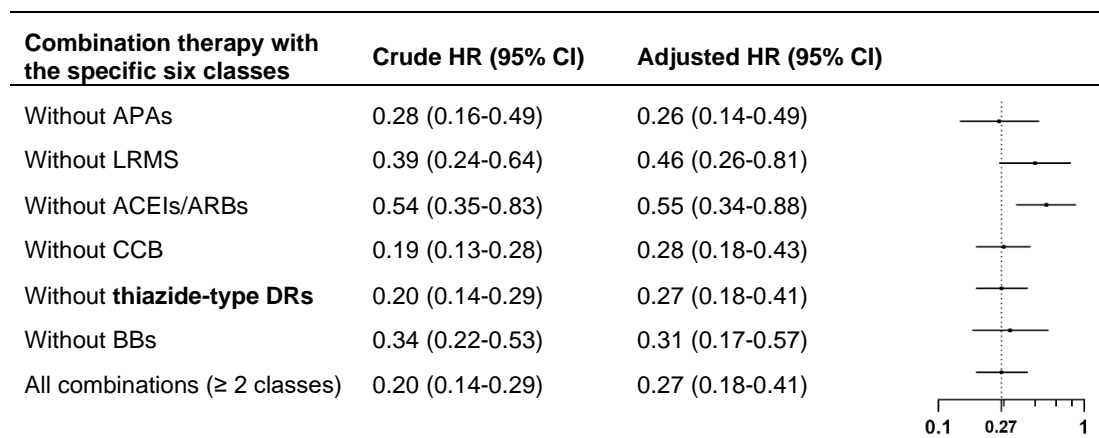 Combination therapy with
the specific six classes Crude HR (95% CI) Adjusted HR (95% CI)
Without APAs 0.28 (0.16-0.49) 0.26 (0.14-0.49)
Without LRMS 0.39 (0.24-0.64) 0.46 (0.26-0.81)
Without ACEIs/ARBs 0.54 (0.35-0.83) 0.55 (0.34-0.88)
Without CCB 0.19 (0.13-0.28) 0.28 (0.18-0.43)
Without thiazide-type DRs 0.20 (0.14-0.29) 0.27 (0.18-0.41)
Without BBs 0.34 (0.22-0.53) 0.31 (0.17-0.57)
All combinations (≥ 2 classes) 0.20 (0.14-0.29) 0.27 (0.18-0.41)
0.1 0.27 1